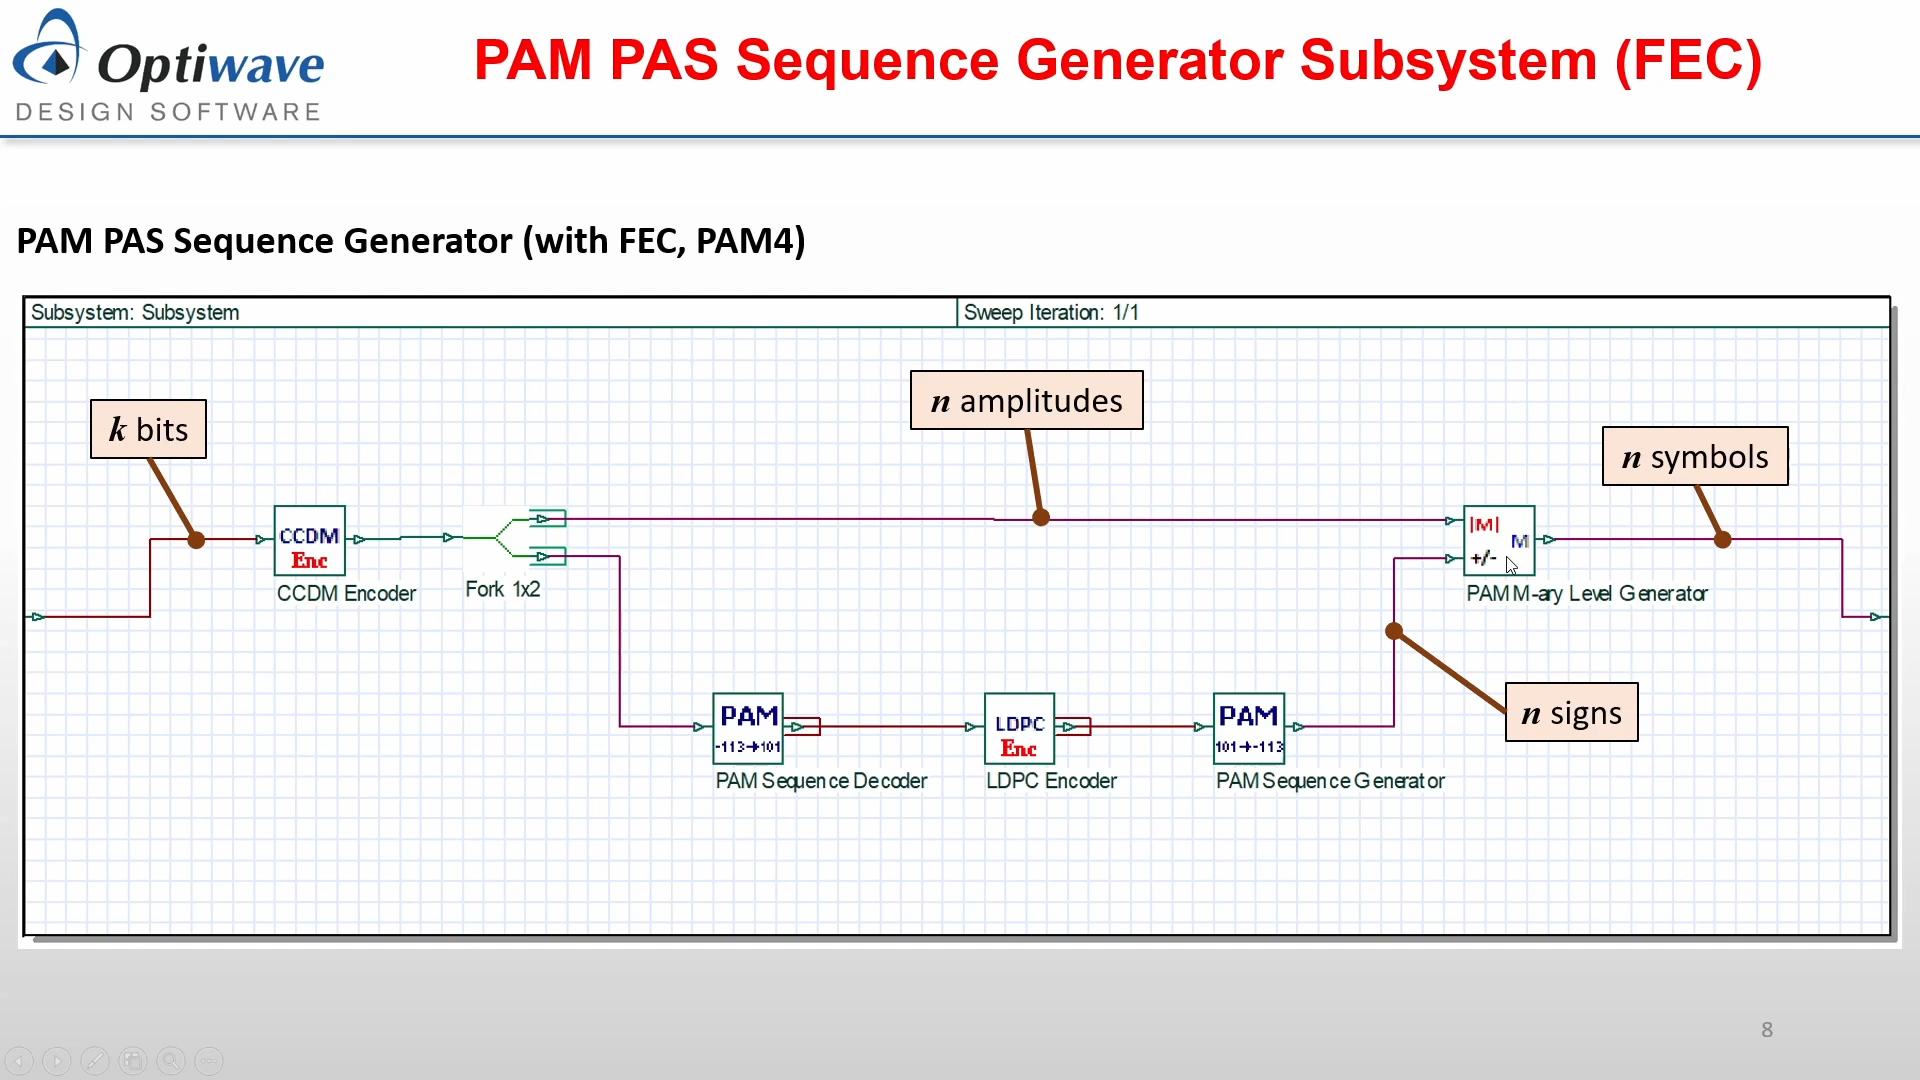 Optiwave
DESIGN SOFTWARE
PAM PAS Sequence Generator Subsystem (FEC)
PAM PAS Sequence Generator (with FEC, PAM4)
Subsystem: Subsystem
Sweep Iteration: 1/1
k bits
n amplitudes
n symbols
CCDM
Enc
CCDM Encoder
Fork 1x2
|M|
M
+/-
PAM M-ary Level Generator
n signs
PAM
-113→101
PAM Sequence Decoder
LDPC
Enc
LDPC Encoder
PAM
101→-113
PAM Sequence Generator
8